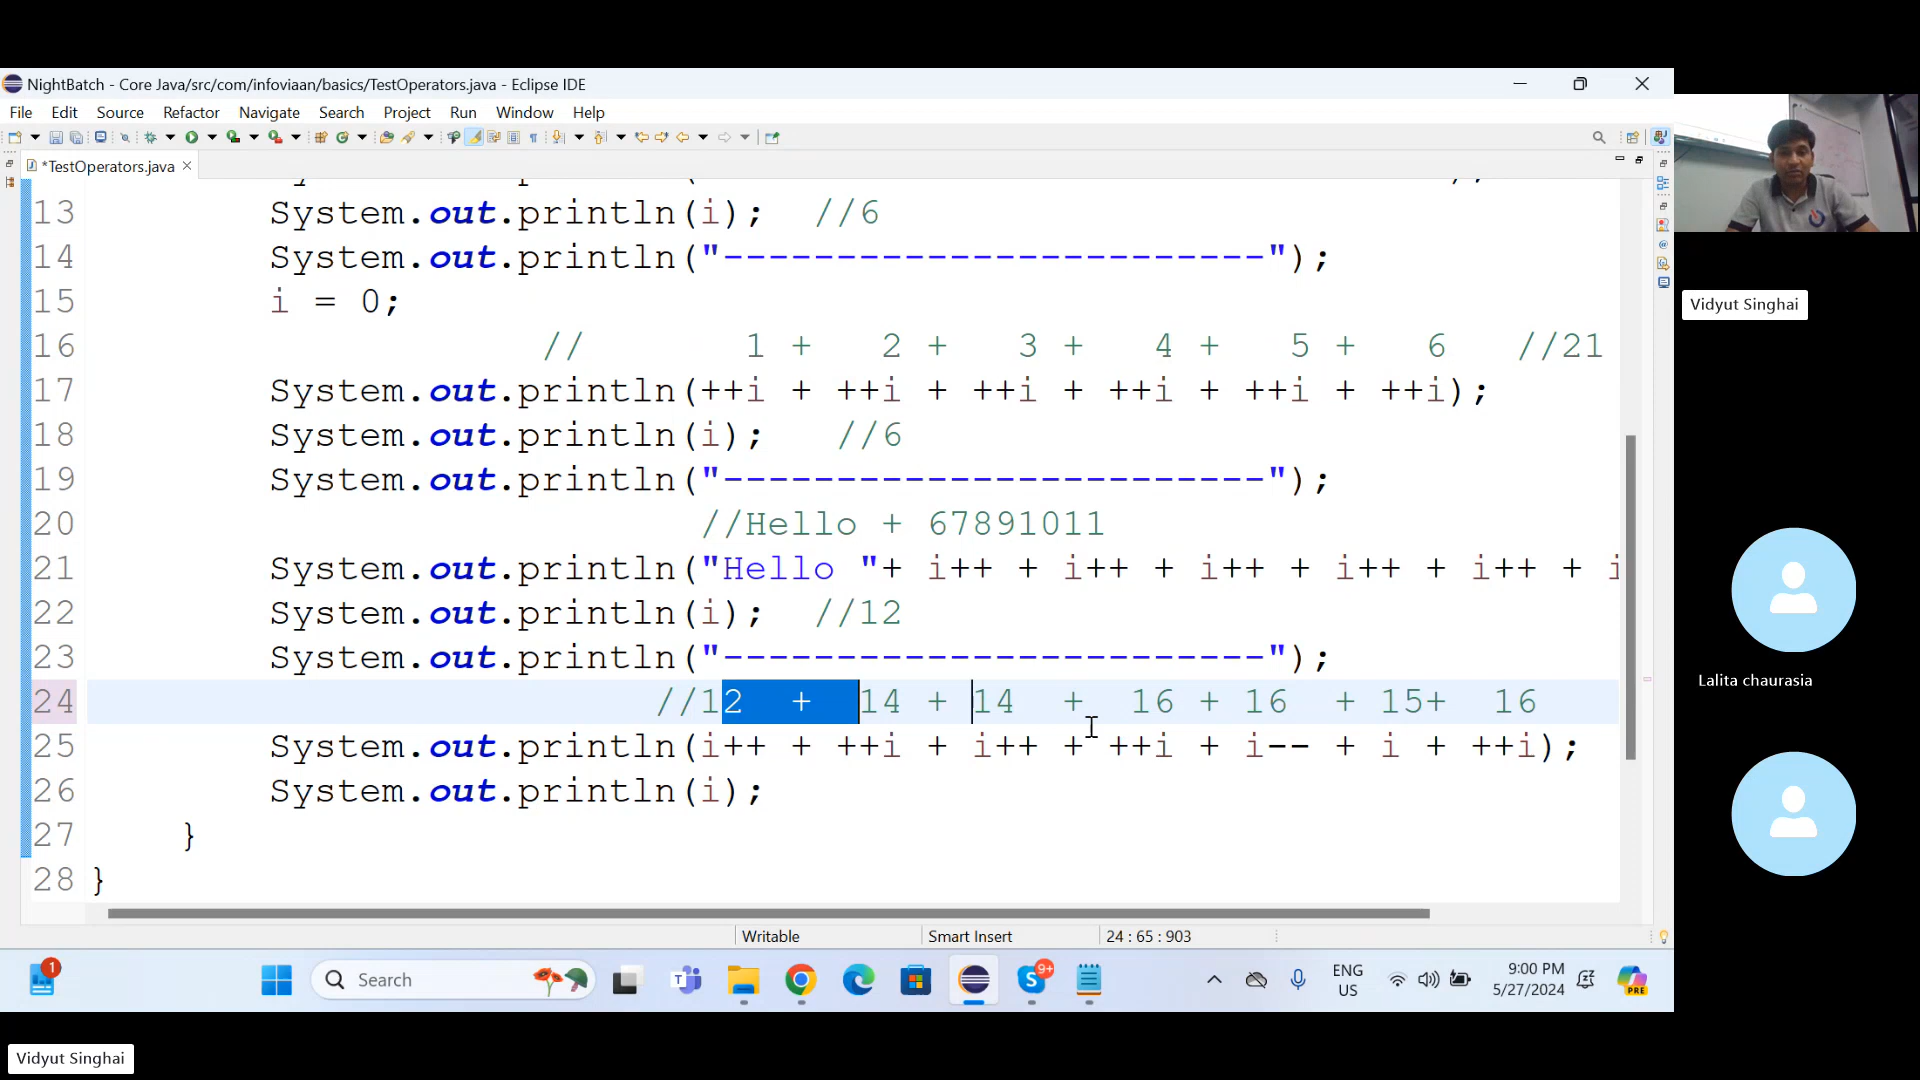 NightBatch - Core Java/src/com/infoviaan/basics/TestOperators.java - Eclipse IDE
File Edit Source Refactor Navigate Search Project Run Window Help
*TestOperators.java
13 System.out.println(i); //6
14 System.out.println("------------------------");
15 i = 0;
16 // 1 + 2 + 3 + 4 + 5 + 6 //21
17 System.out.println(++i + ++i + ++i + ++i + ++i + ++i);
18 System.out.println(i); //6
19 System.out.println("------------------------");
20 //Hello + 67891011
21 System.out.println("Hello "+ i++ + i++ + i++ + i++ + i++ + i
22 System.out.println(i); //12
23 System.out.println("------------------------");
24 //12 + 14 + 14 + 16 + 16 + 15+ 16
25 System.out.println(i++ + ++i + i++ + ++i + i-- + i + ++i);
26 System.out.println(i);
27 }
28 }
Writable Smart Insert 24 : 65 : 903
1 Search 9+ ENG US 9:00 PM 5/27/2024 PRE
Vidyut Singhai
Lalita chaurasia
Vidyut Singhai